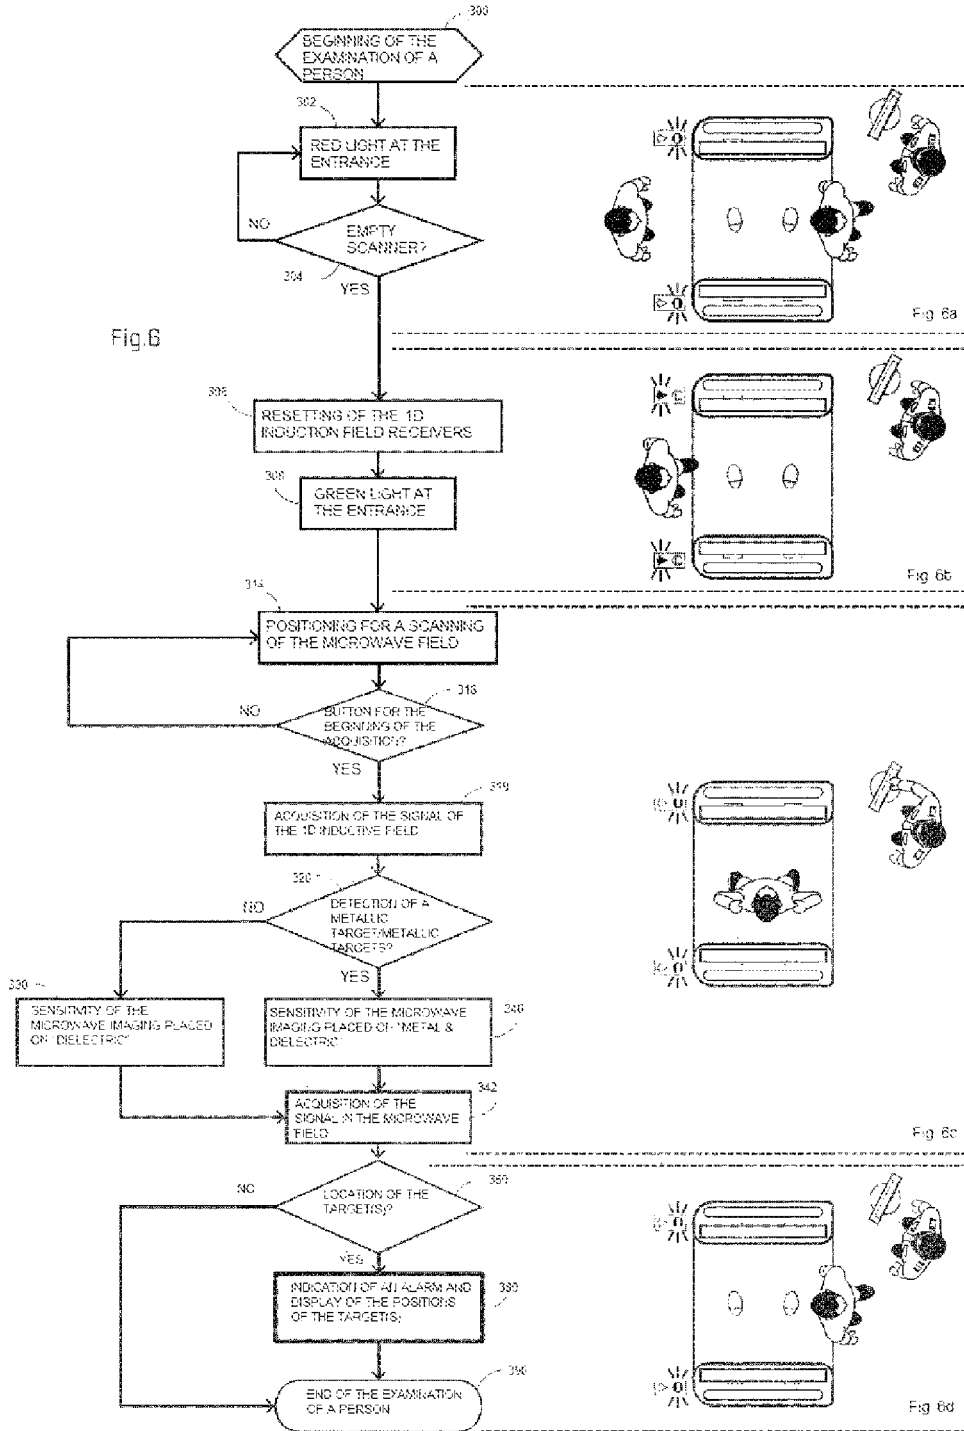 300
BEGINNING OF THE
EXAMINATION OF A
PERSON
302
RED LIGHT AT THE
ENTRANCE
NO
EMPTY
SCANNER?
304
YES
Fig. 6a
Fig.6
RESETTING OF THE 1D
INDUCTION FIELD RECEIVERS
GREEN LIGHT AT
THE ENTRANCE
Fig. 6b
314
POSITIONING FOR A SCANNING
OF THE MICROWAVE FIELD
316
NO
BUTTON FOR THE
BEGINNING OF THE
ACQUISITION?
YES
ACQUISITION OF THE SIGNAL OF
THE 1D INDUCTIVE FIELD
320
NO
DETECTION OF A
METALLIC
TARGET/METALLIC
TARGETS?
YES
330
SENSITIVITY OF THE
MICROWAVE IMAGING PLACED
ON "DIELECTRIC"
SENSITIVITY OF THE MICROWAVE
IMAGING PLACED ON "METAL &
DIELECTRIC"
342
ACQUISITION OF THE
SIGNAL IN THE MICROWAVE
FIELD
Fig. 6c
NO
LOCATION OF THE
TARGET(S)?
YES
INDICATION OF AN ALARM AND
DISPLAY OF THE POSITIONS
OF THE TARGET(S)
END OF THE EXAMINATION
OF A PERSON
Fig. 6d